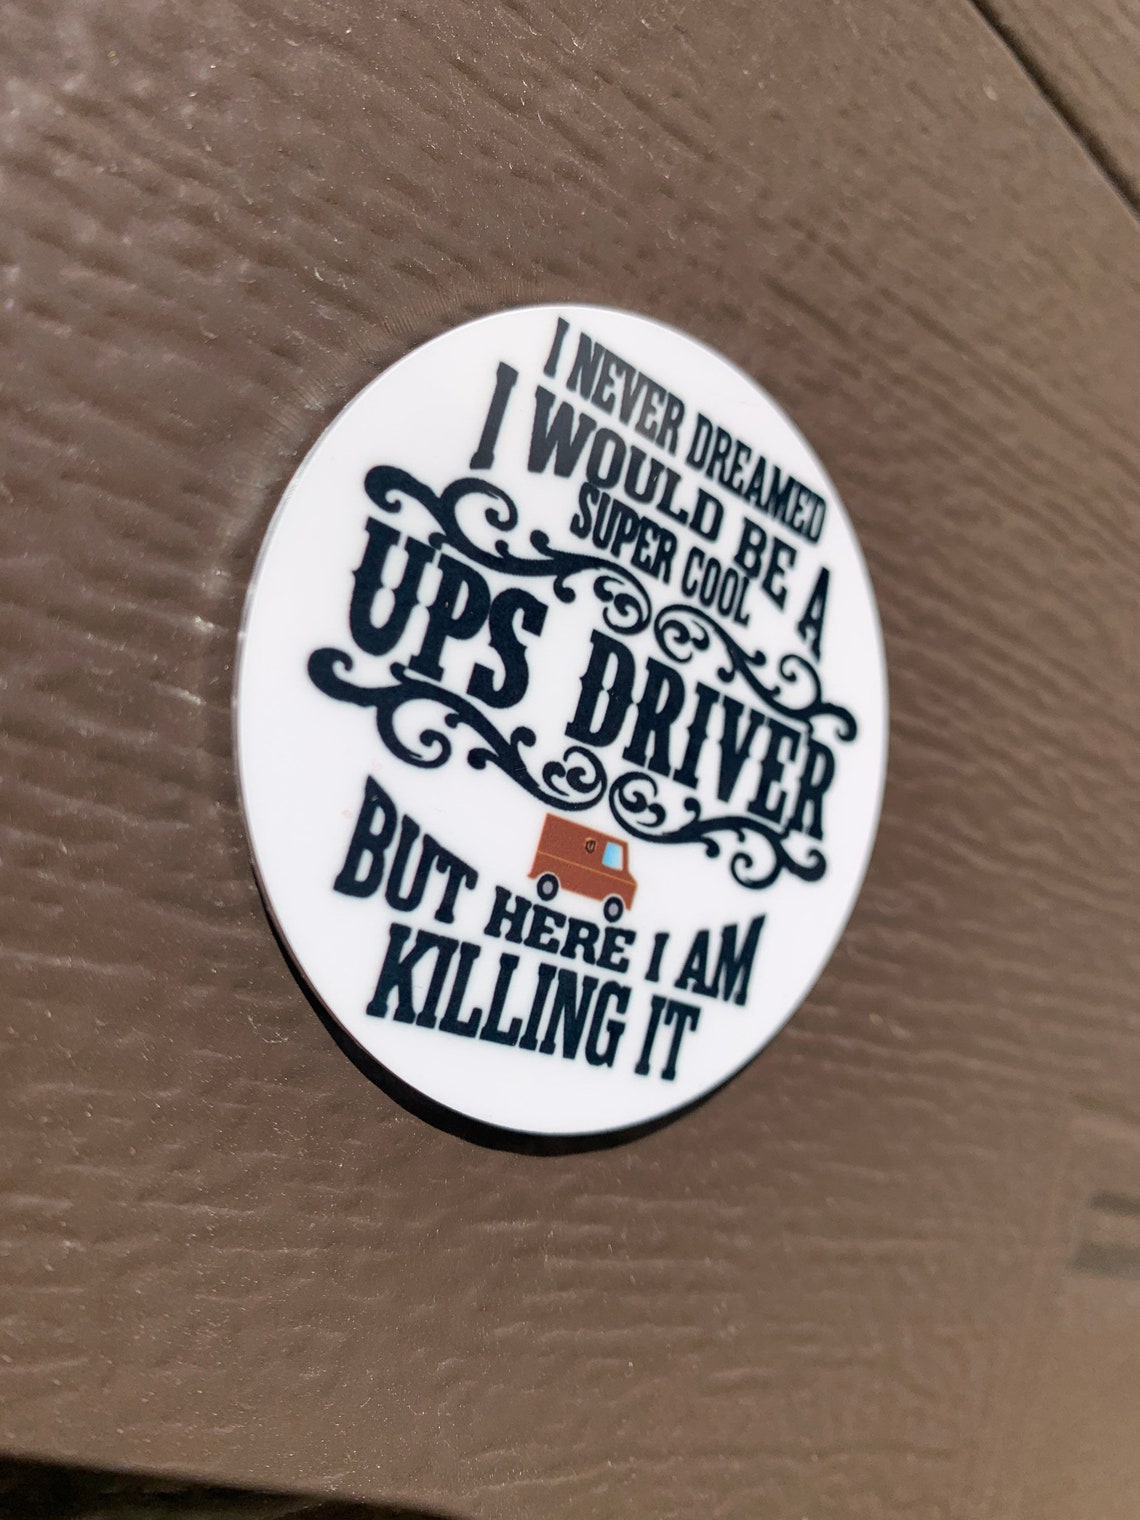 I NEVER DREAMED
I WOULD BE A
SUPER COOL
UPS DRIVER
BUT HERE I AM
KILLING IT